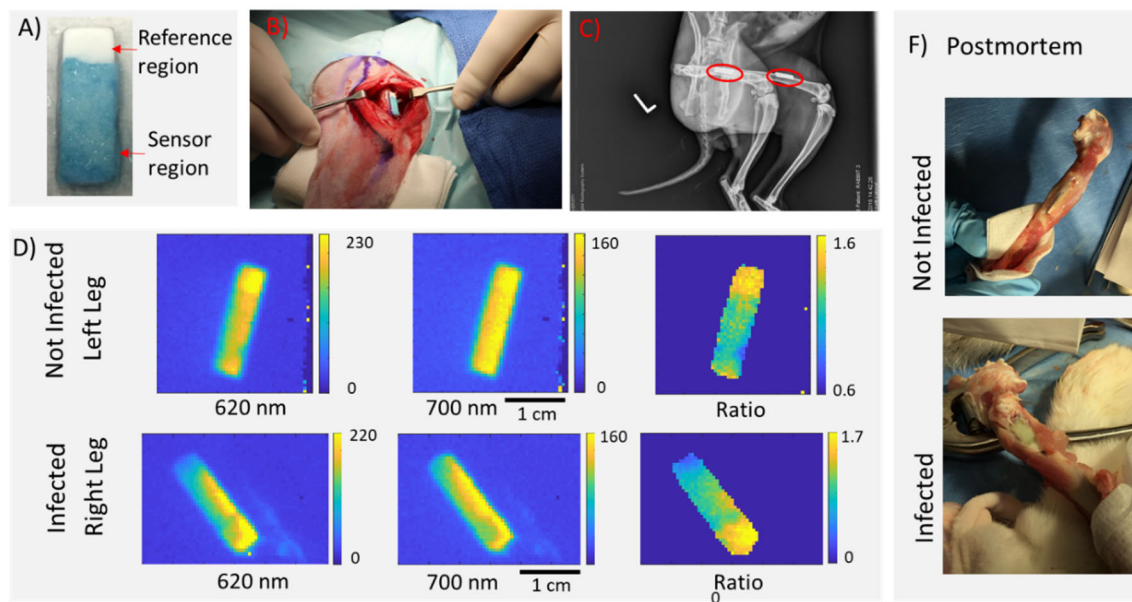 A)
Reference
region
Sensor
region
B)
C)
L
F) Postmortem
Not Infected
Infected
D)
Not Infected
Left Leg
230
0
620 nm
160
0
700 nm
1 cm
1.6
0.6
Ratio
Infected
Right Leg
220
0
620 nm
160
0
700 nm
1 cm
1.7
0
Ratio
0